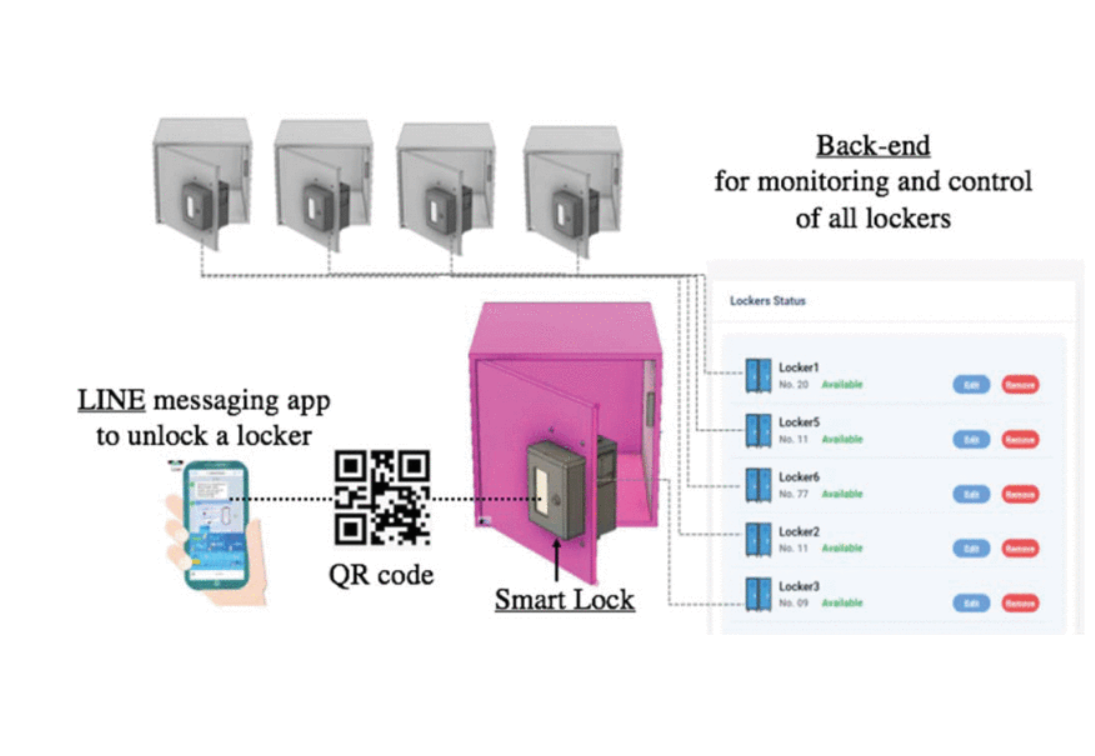 Back-end
for monitoring and control
of all lockers
Lockers Status
Locker1
No. 20 Available
Edit Remove
Locker5
No. 11 Available
Edit Remove
Locker6
No. 77 Available
Edit Remove
Locker2
No. 11 Available
Edit Remove
Locker3
No. 09 Available
Edit Remove
LINE messaging app
to unlock a locker
QR code
Smart Lock